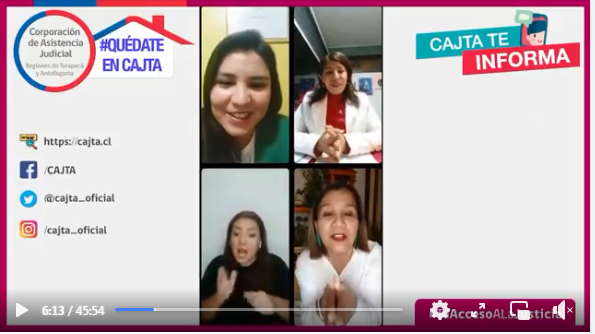 Corporación
de Asistencia
Judicial
Regiones de Tarapacá
y Antofagasta
#QUÉDATE
EN CAJTA
CAJTA TE
INFORMA
https://cajta.cl
/CAJTA
@cajta_oficial
/cajta_oficial
6:13 / 45:54